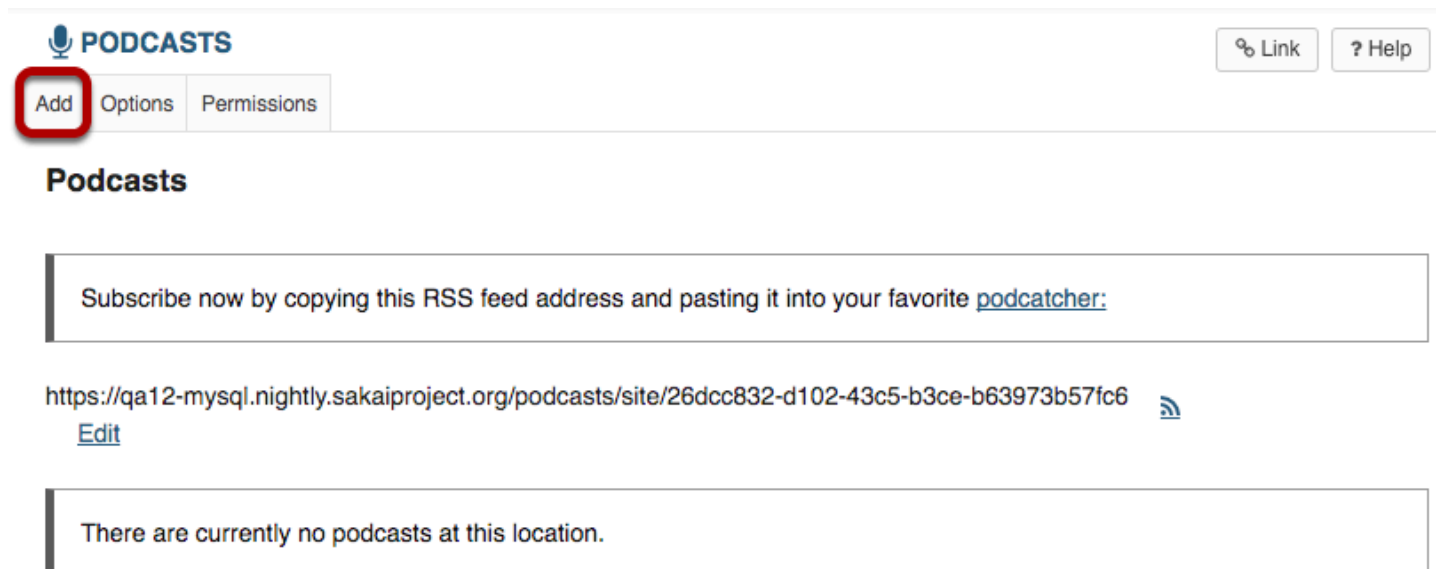 PODCASTS
Link
? Help
Add
Options
Permissions
Podcasts
Subscribe now by copying this RSS feed address and pasting it into your favorite podcatcher:
https://qa12-mysql.nightly.sakaiproject.org/podcasts/site/26dcc832-d102-43c5-b3ce-b63973b57fc6
Edit
There are currently no podcasts at this location.